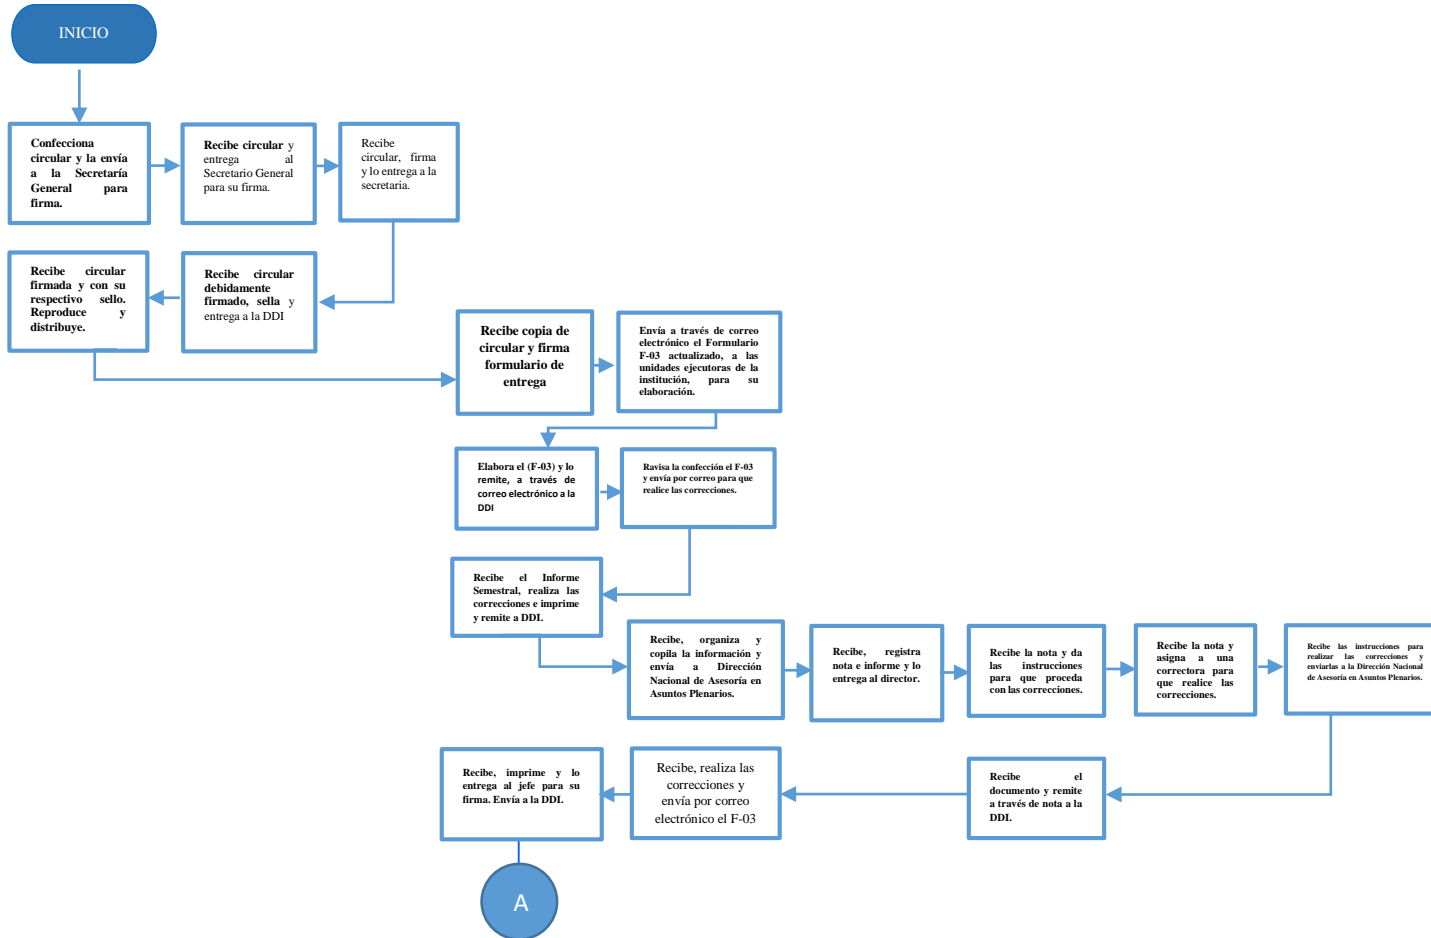 INICIO
Confecciona
circular y la envía
a la Secretaría
General para
firma.
Recibe circular y
entrega al
Secretario General
para su firma.
Recibe
circular, firma
y lo entrega a la
secretaria.
Recibe circular
firmada y con su
respectivo sello.
Reproduce y
distribuye.
Recibe circular
debidamente
firmado, sella y
entrega a la DDI
Recibe copia de
circular y firma
formulario de
entrega
Envía a través de correo
electrónico el Formulario
F-03 actualizado, a las
unidades ejecutoras de la
institución, para su
elaboración.
Elabora el (F-03) y lo
remite, a través de
correo electrónico a la
DDI
Ravisa la confección el F-03
y envía por correo para que
realice las correcciones.
Recibe el Informe
Semestral, realiza las
correcciones e imprime
y remite a DDI.
Recibe, organiza y
copila la información y
envía a Dirección
Nacional de Asesoría en
Asuntos Plenarios.
Recibe, registra
nota e informe y lo
entrega al director.
Recibe la nota y da
las instrucciones
para que proceda
con las correcciones.
Recibe la nota y
asigna a una
correctora para
que realice las
correcciones.
Recibe las instrucciones para
realizar las correcciones y
enviarlas a la Dirección Nacional
de Asesoría en Asuntos Plenarios.
Recibe, imprime y lo
entrega al jefe para su
firma. Envía a la DDI.
Recibe, realiza las
correcciones y
envía por correo
electrónico el F-03
Recibe el
documento y remite
a través de nota a la
DDI.
A